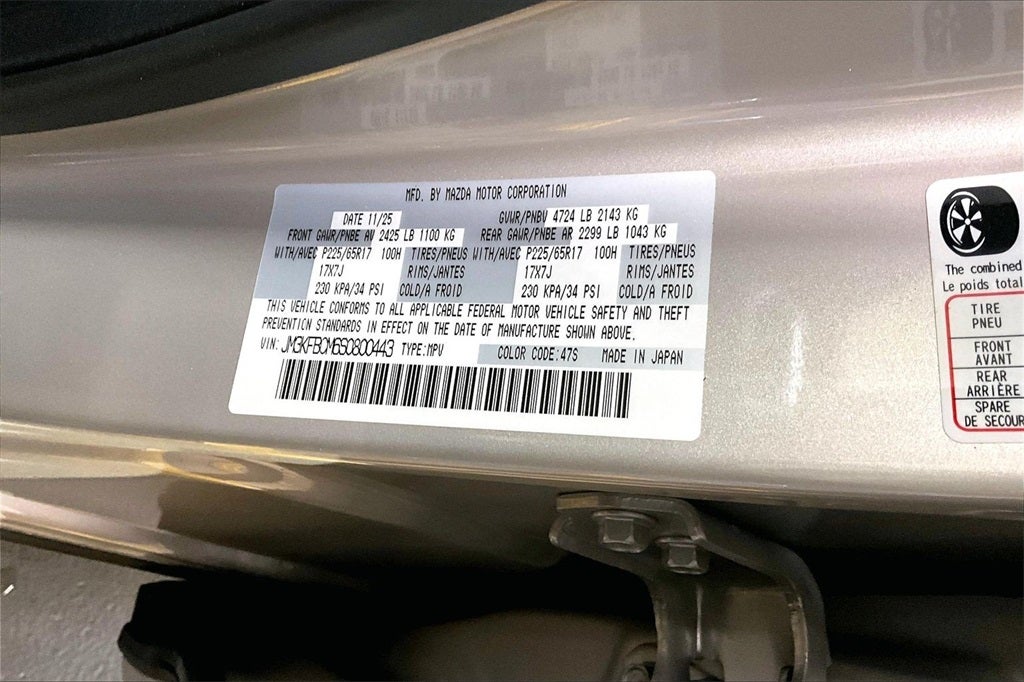 MFD. BY MAZDA MOTOR CORPORATION
DATE 11/25 GVWR/PNBV 4724 LB 2143 KG
FRONT GAWR/PNBE AV 2425 LB 1100 KG REAR GAWR/PNBE AR 2299 LB 1043 KG
WITH/AVEC P225/65R17 100H TIRES/PNEUS WITH/AVEC P225/65R17 100H TIRES/PNEUS
17X7J RIMS/JANTES 17X7J RIMS/JANTES
230 KPA/34 PSI COLD/A FROID 230 KPA/34 PSI COLD/A FROID
THIS VEHICLE CONFORMS TO ALL APPLICABLE FEDERAL MOTOR VEHICLE SAFETY AND THEFT
PREVENTION STANDARDS IN EFFECT ON THE DATE OF MANUFACTURE SHOWN ABOVE.
VIN: JM3KFBCM6S0800443 TYPE:MPV COLOR CODE:47S MADE IN JAPAN
The combined
Le poids total
TIRE
PNEU
FRONT
AVANT
REAR
ARRIÈRE
SPARE
DE SECOUR